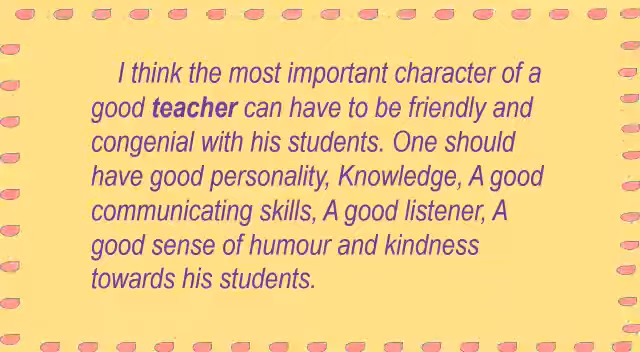 I think the most important character of a
good teacher can have to be friendly and
congenial with his students. One should
have good personality, Knowledge, A good
communicating skills, A good listener, A
good sense of humour and kindness
towards his students.